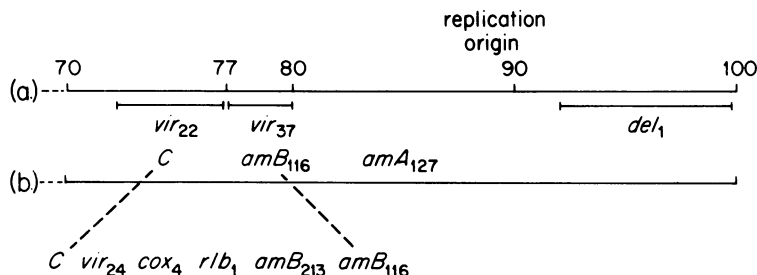 replication
origin
70 77 80 90 100
(a.)
vir₂₂ vir₃₇ del₁
C amB₁₁₆ amA₁₂₇
(b.)
C vir₂₄ cox₄ rlb₁ amB₂₁₃ amB₁₁₆